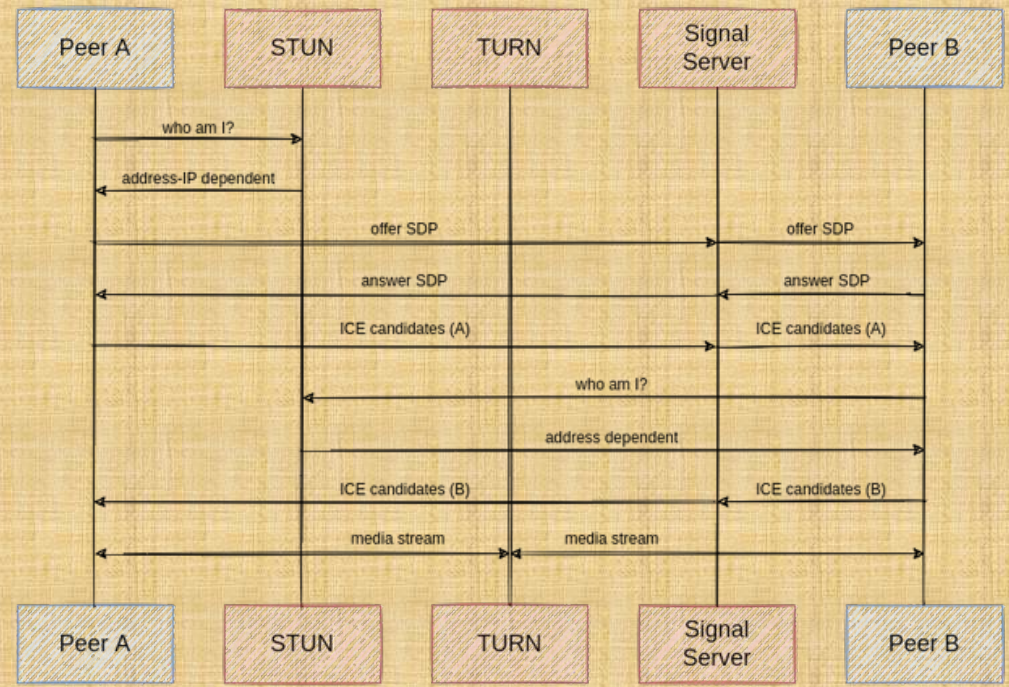 Peer A
STUN
TURN
Signal
Server
Peer B
who am I?
address-IP dependent
offer SDP
offer SDP
answer SDP
answer SDP
ICE candidates (A)
ICE candidates (A)
who am I?
address dependent
ICE candidates (B)
ICE candidates (B)
media stream
media stream
Peer A
STUN
TURN
Signal
Server
Peer B